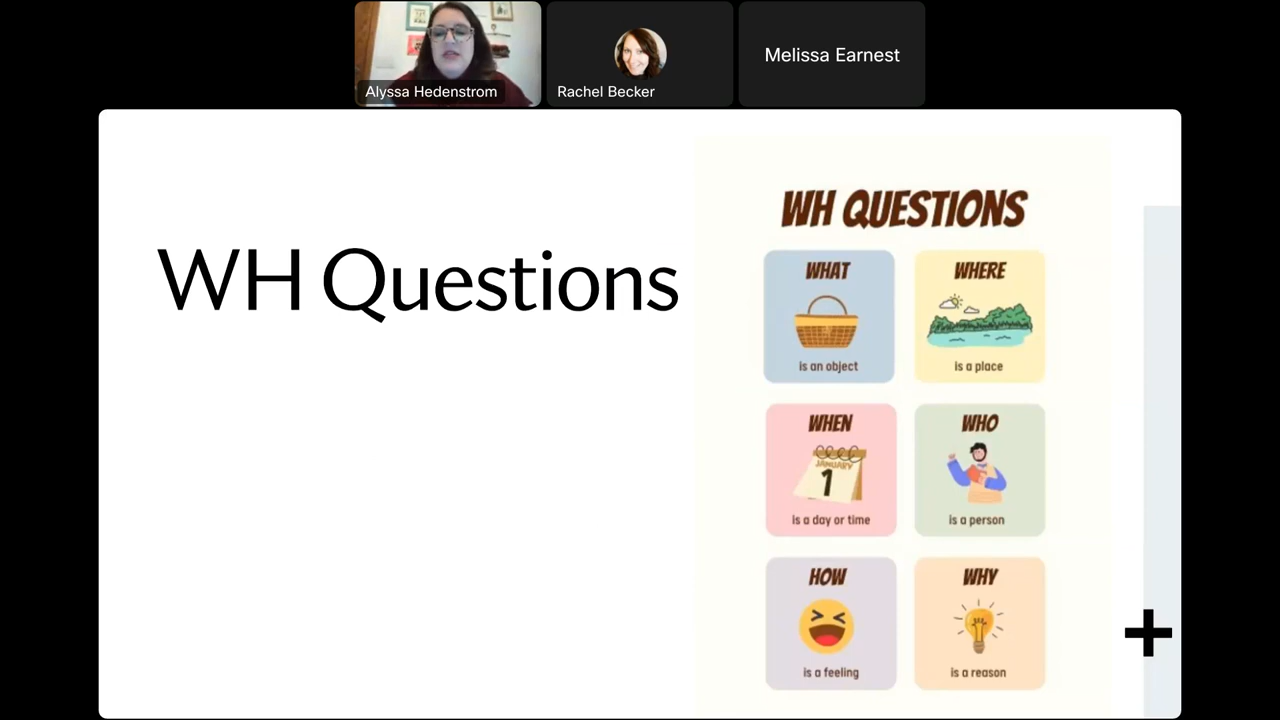 Alyssa Hedenstrom
Rachel Becker
Melissa Earnest
WH Questions
WH QUESTIONS
WHAT
is an object
WHERE
is a place
WHEN
JANUARY
1
is a day or time
WHO
is a person
HOW
is a feeling
WHY
is a reason